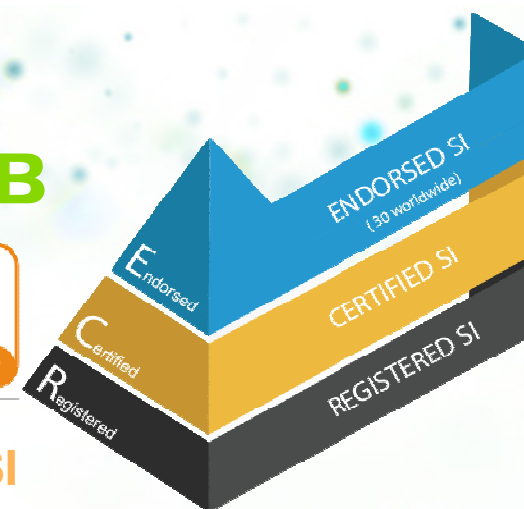 B
Endorsed
Certified
Registered
ENDORSED SI
(30 worldwide)
CERTIFIED SI
REGISTERED SI
SI